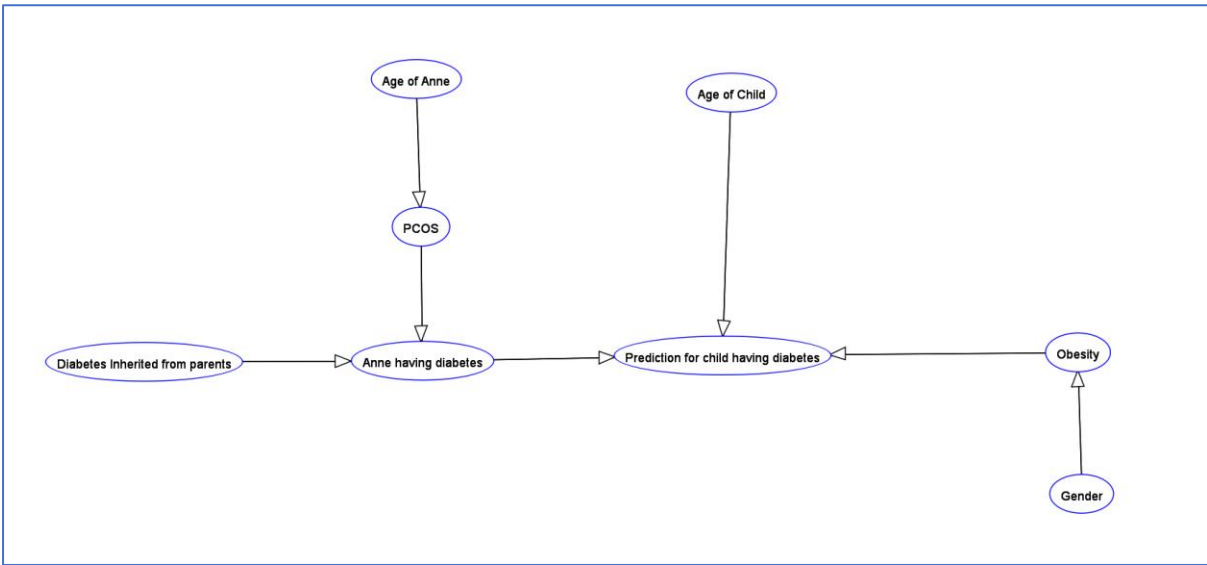 Age of Anne
Age of Child
PCOS
Diabetes Inherited from parents
Anne having diabetes
Prediction for child having diabetes
Obesity
Gender